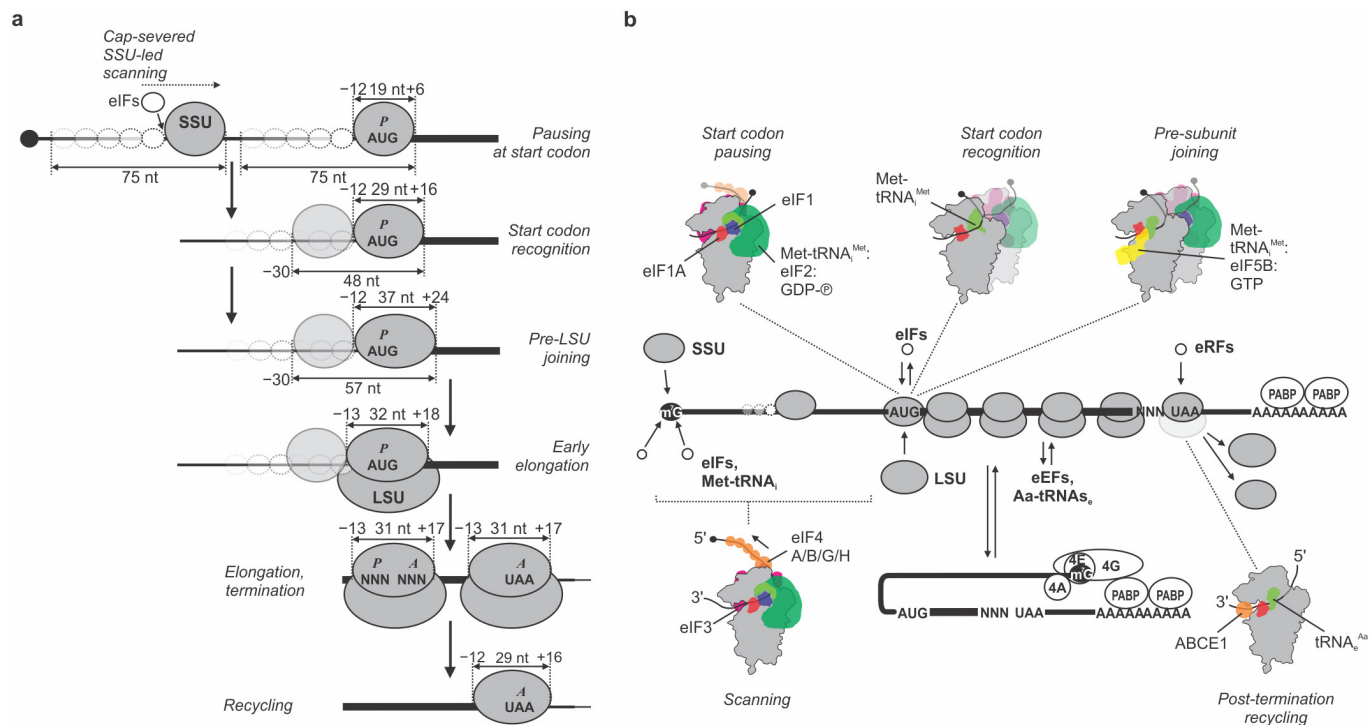 a
Cap-severed
SSU-led
scanning
eIFs
SSU
−12 19 nt +6
P
AUG
Pausing
at start codon
75 nt
75 nt
−12 29 nt +16
P
AUG
Start codon
recognition
−30
48 nt
−12 37 nt +24
P
AUG
Pre-LSU
joining
−30
57 nt
−13 32 nt +18
P
AUG
LSU
Early
elongation
−13 31 nt +17
−13 31 nt +17
P A
NNN NNN
A
UAA
Elongation,
termination
−12 29 nt +16
A
UAA
Recycling
b
Start codon
pausing
Start codon
recognition
Pre-subunit
joining
eIF1
eIF1A
Met-tRNAiMet:
eIF2:
GDP-Ⓟ
Met-
tRNAiMet
Met-
tRNAiMet:
eIF5B:
GTP
SSU
eIFs
eRFs
mG
AUG
NNN UAA
PABP PABP
AAAAAAAAAA
eIFs,
Met-tRNAi
LSU
eEFs,
Aa-tRNAse
5'
eIF4
A/B/G/H
3'
eIF3
Scanning
4E
mG
4G
4A
PABP PABP
AUG NNN UAA AAAAAAAAAA
5'
3'
ABCE1
tRNAeAa
Post-termination
recycling